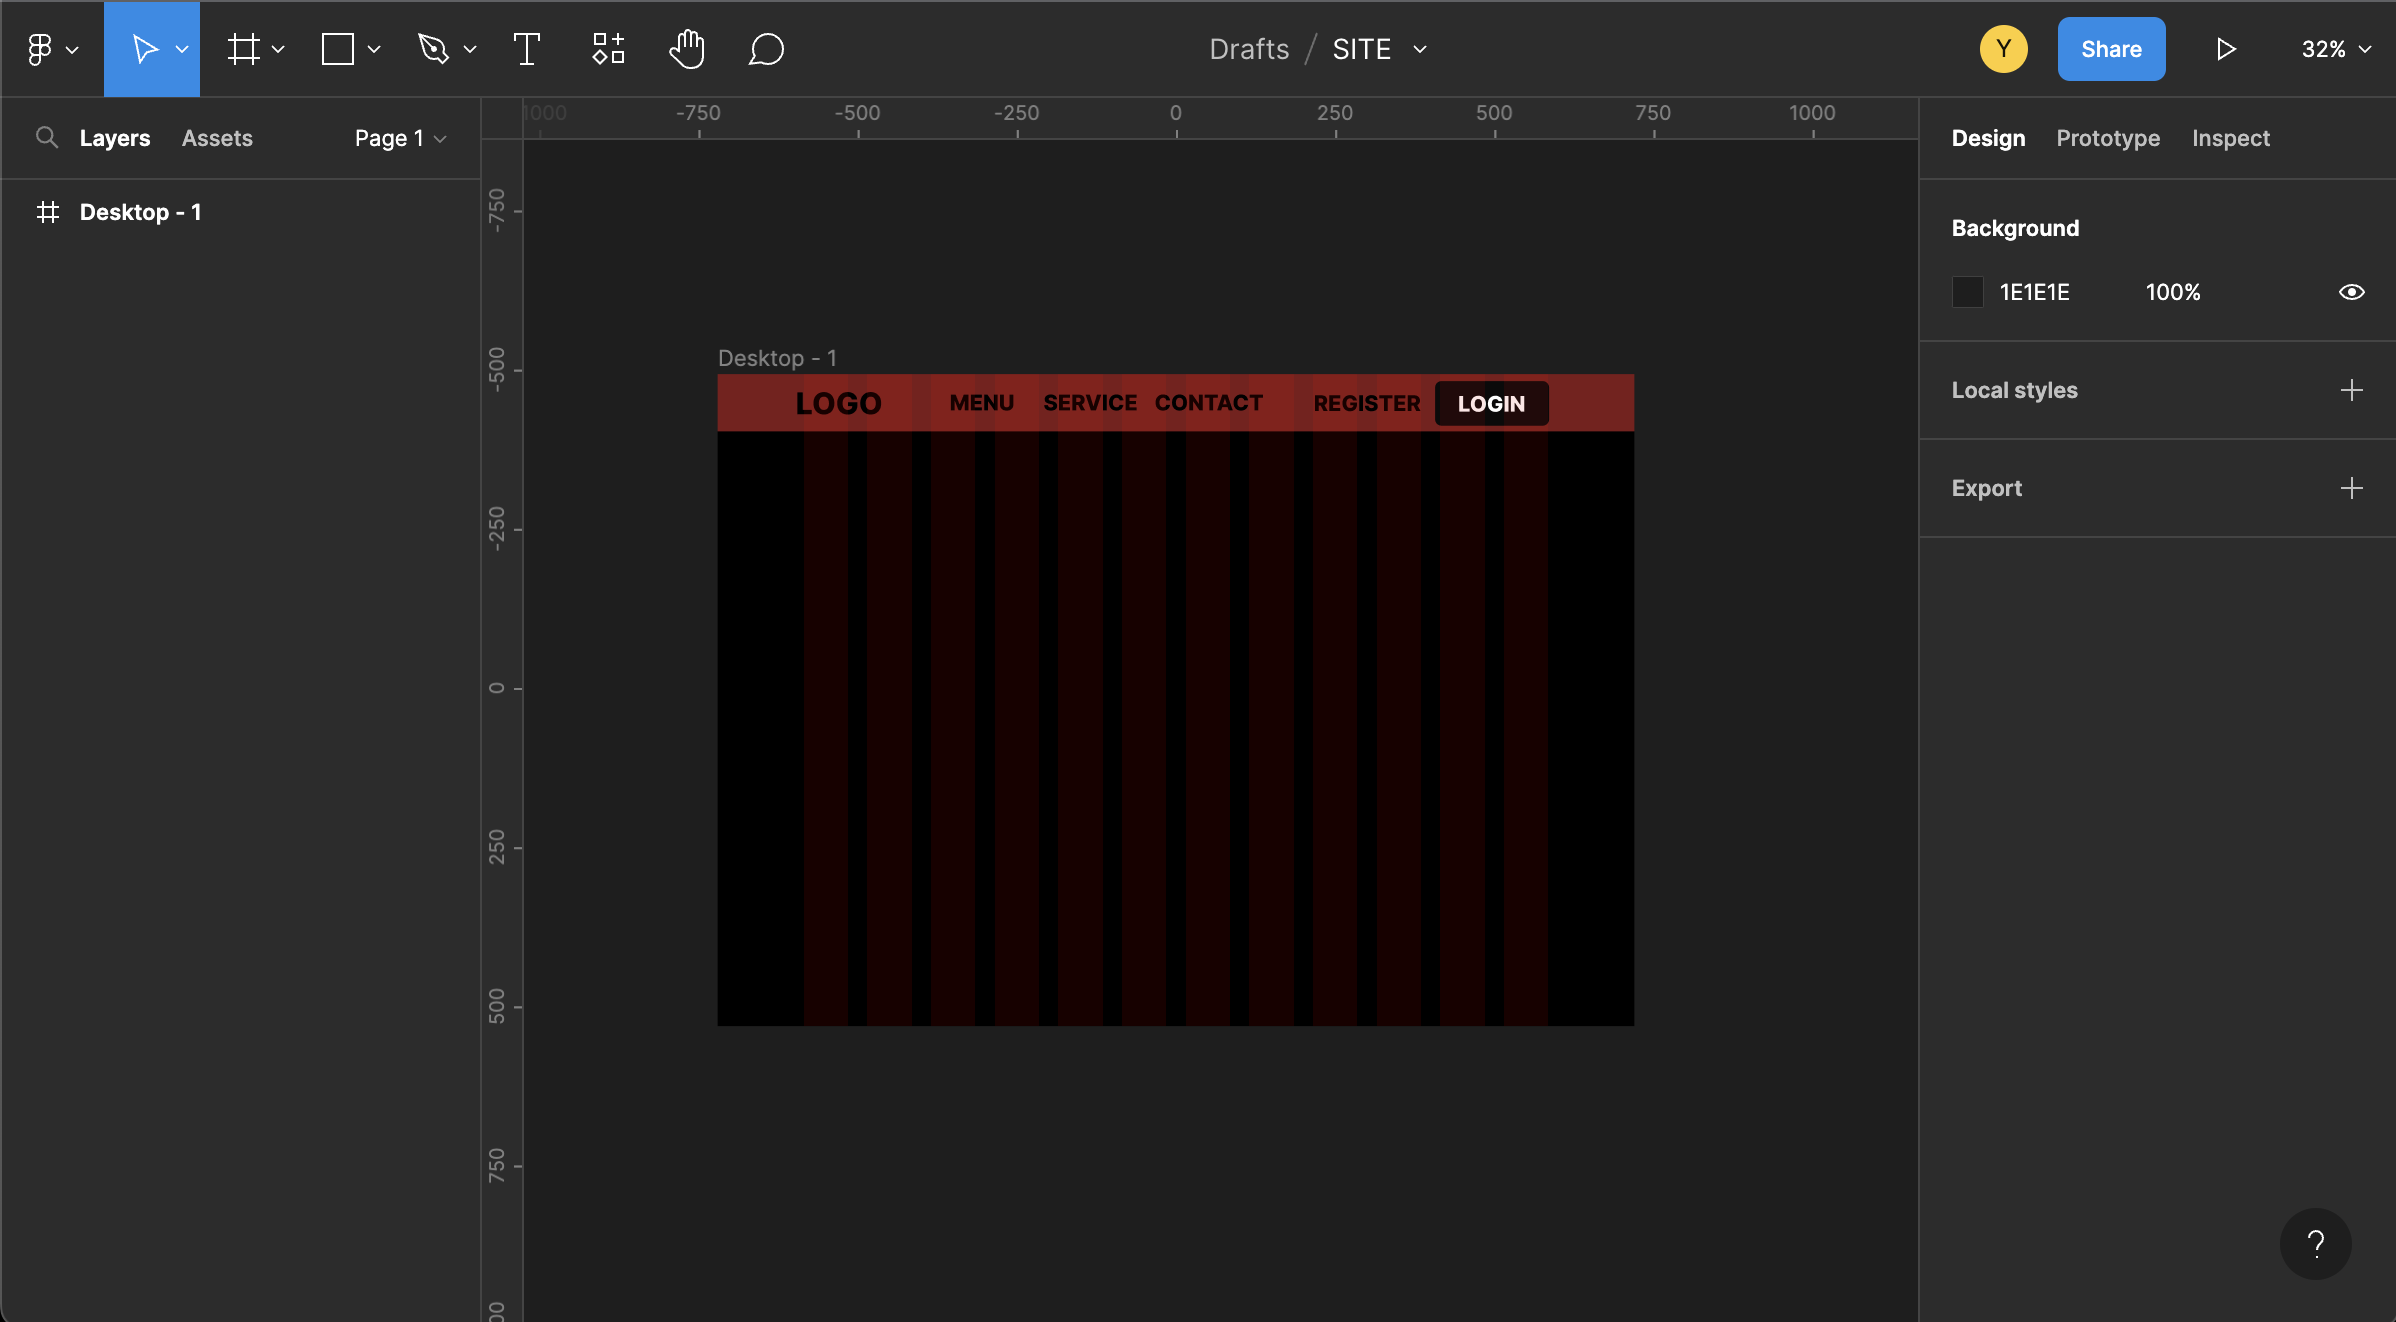 Drafts / SITE
Y
Share
32%
Layers Assets Page 1
1000 -750 -500 -250 0 250 500 750 1000
Design Prototype Inspect
Desktop - 1
-750
-500
-250
0
250
500
750
Desktop - 1
LOGO MENU SERVICE CONTACT REGISTER LOGIN
Background
1E1E1E 100%
Local styles
Export
?